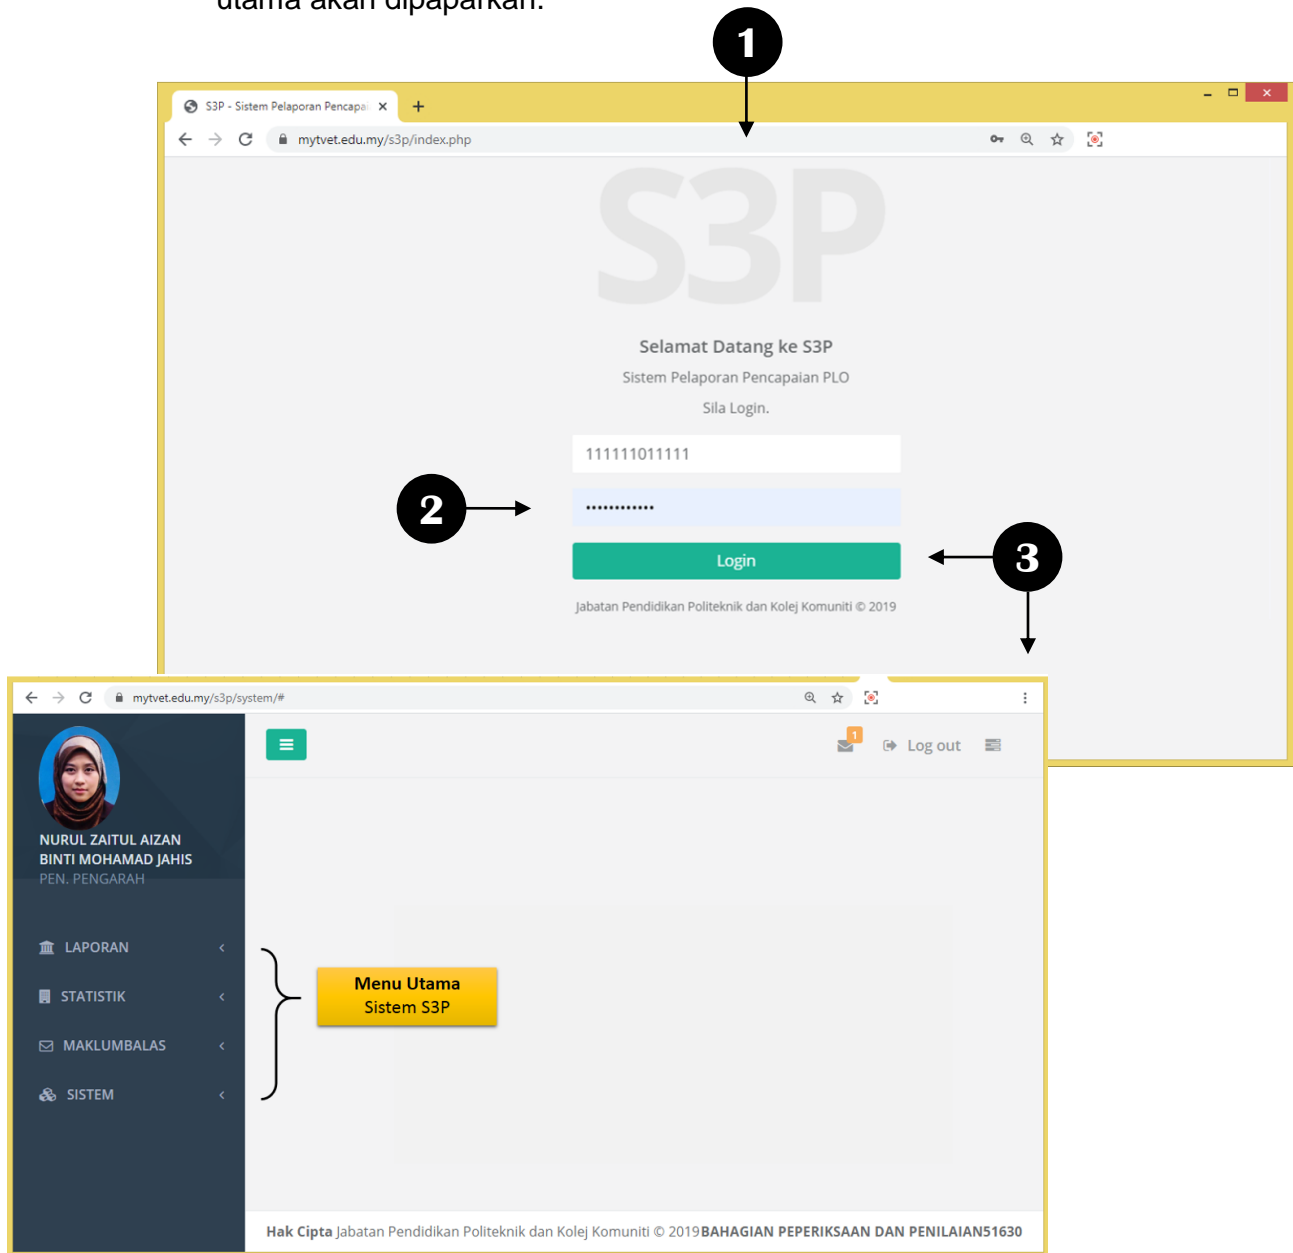 utama akan dipaparkan.
1
S3P - Sistem Pelaporan Pencapai
mytvet.edu.my/s3p/index.php
S3P
Selamat Datang ke S3P
Sistem Pelaporan Pencapaian PLO
Sila Login.
111111011111
••••••••••••
2
Login
3
Jabatan Pendidikan Politeknik dan Kolej Komuniti © 2019
mytvet.edu.my/s3p/system/#
1
Log out
NURUL ZAITUL AIZAN
BINTI MOHAMAD JAHIS
PEN. PENGARAH
LAPORAN
STATISTIK
MAKLUMBALAS
SISTEM
Menu Utama
Sistem S3P
Hak Cipta Jabatan Pendidikan Politeknik dan Kolej Komuniti © 2019BAHAGIAN PEPERIKSAAN DAN PENILAIAN51630